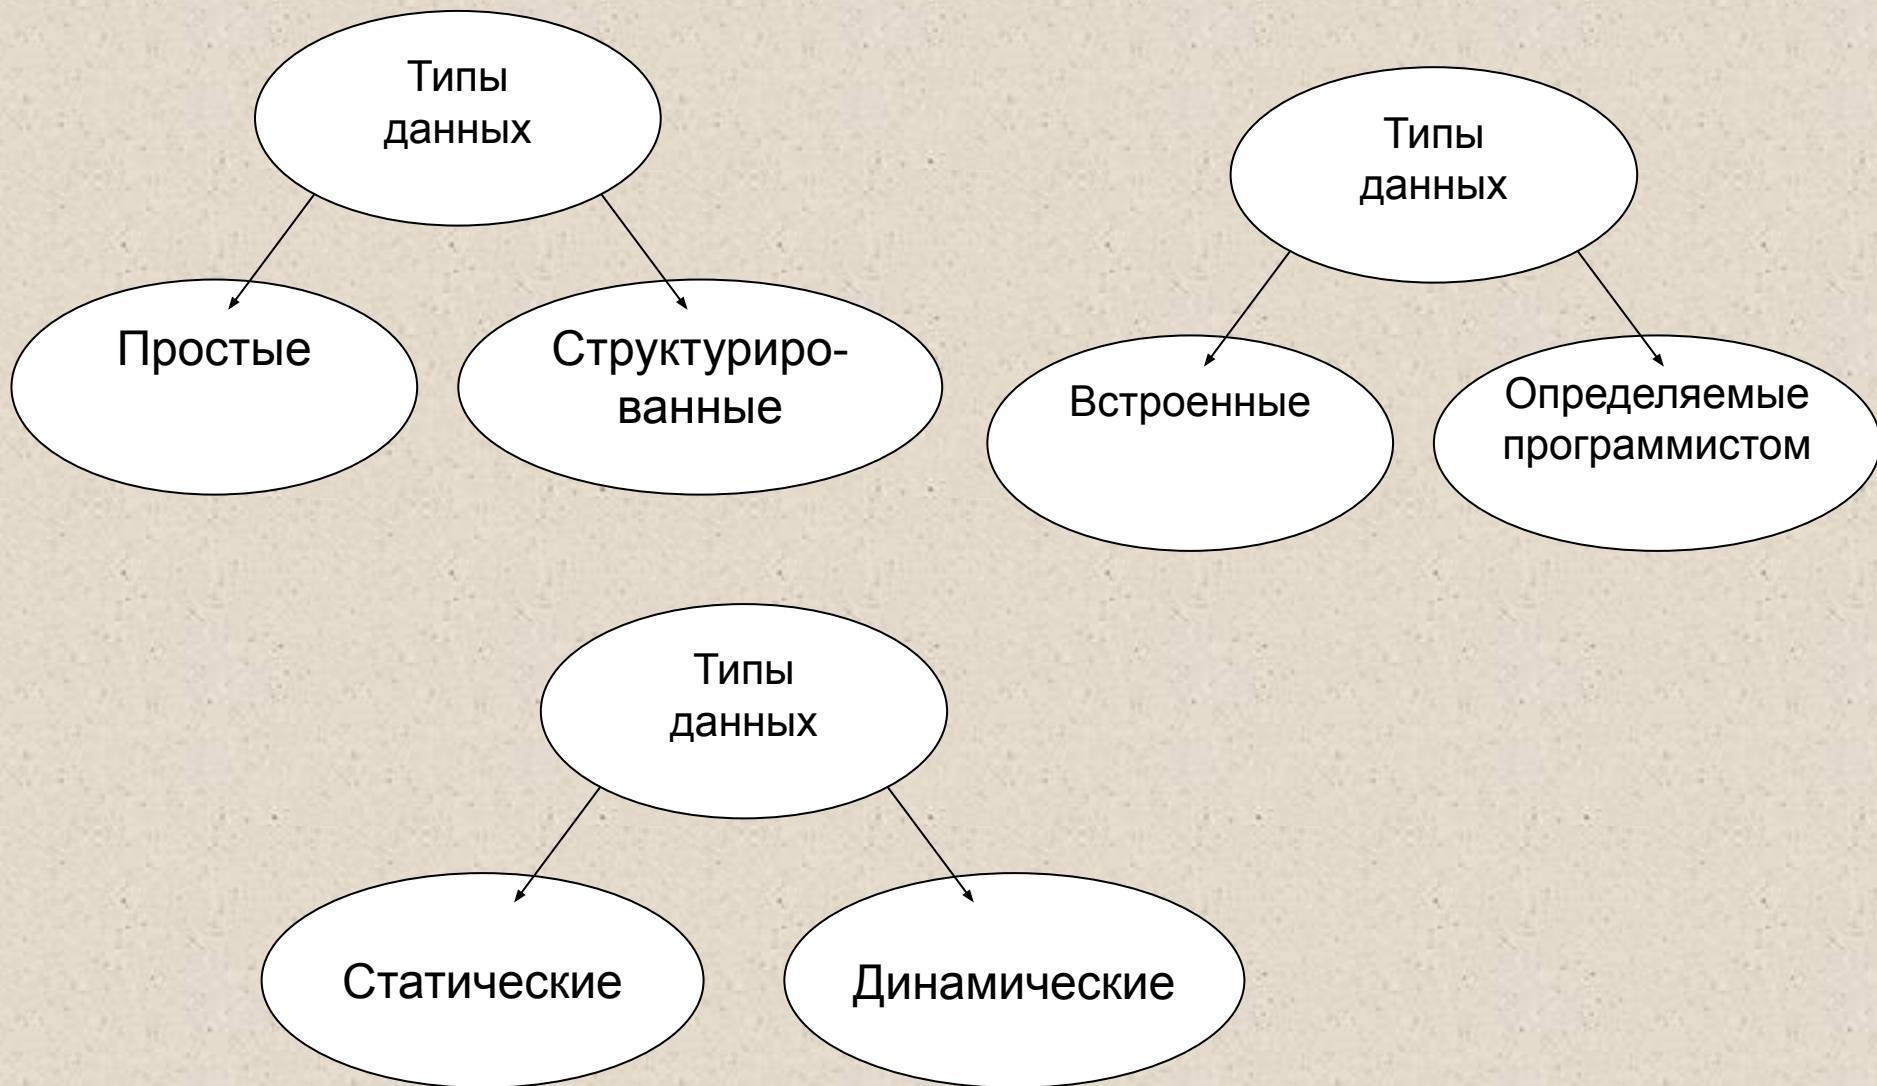 Типы
данных
Простые
Структуриро-
ванные
Типы
данных
Встроенные
Определяемые
программистом
Типы
данных
Статические
Динамические